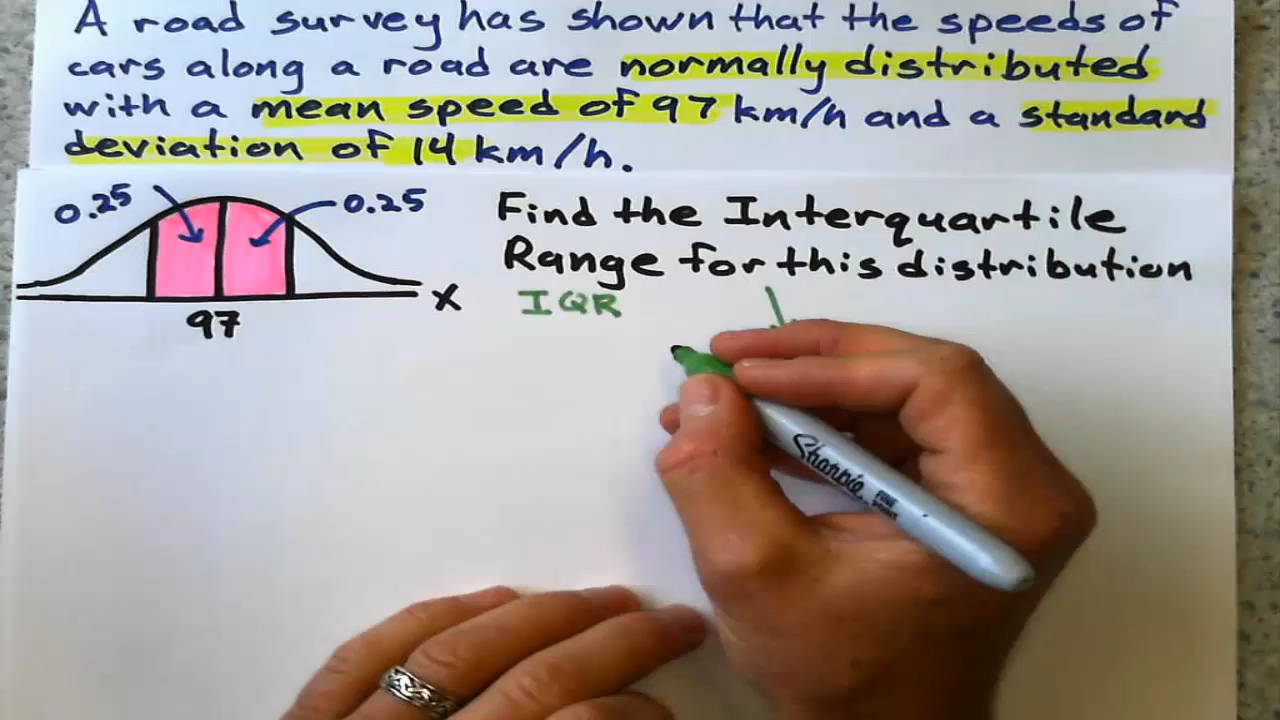 A road survey has shown that the speeds of
cars along a road are normally distributed
with a mean speed of 97 km/h and a standard
deviation of 14 km/h.
0.25
0.25
Find the Interquartile
Range for this distribution
IQR
x
97
Sharpie
FINE POINT